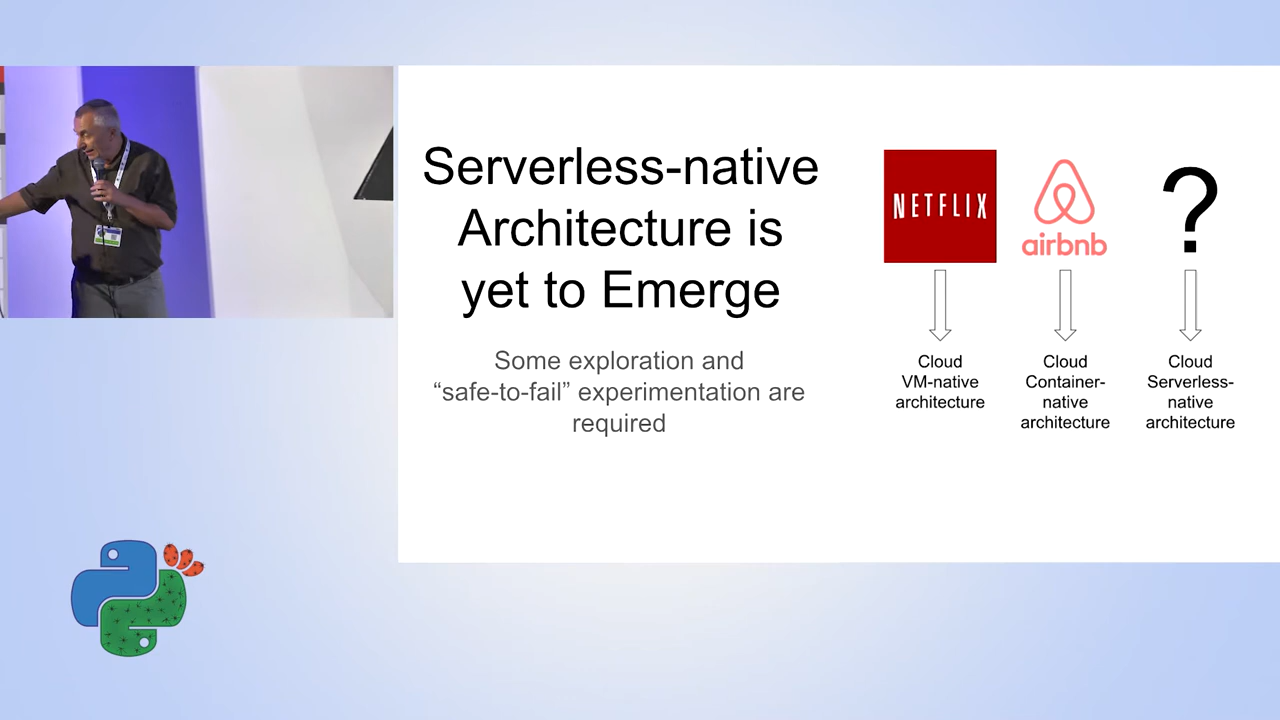 Serverless-native
Architecture is
yet to Emerge
Some exploration and
“safe-to-fail” experimentation are
required
NETFLIX
airbnb
?
Cloud
VM-native
architecture
Cloud
Container-
native
architecture
Cloud
Serverless-
native
architecture